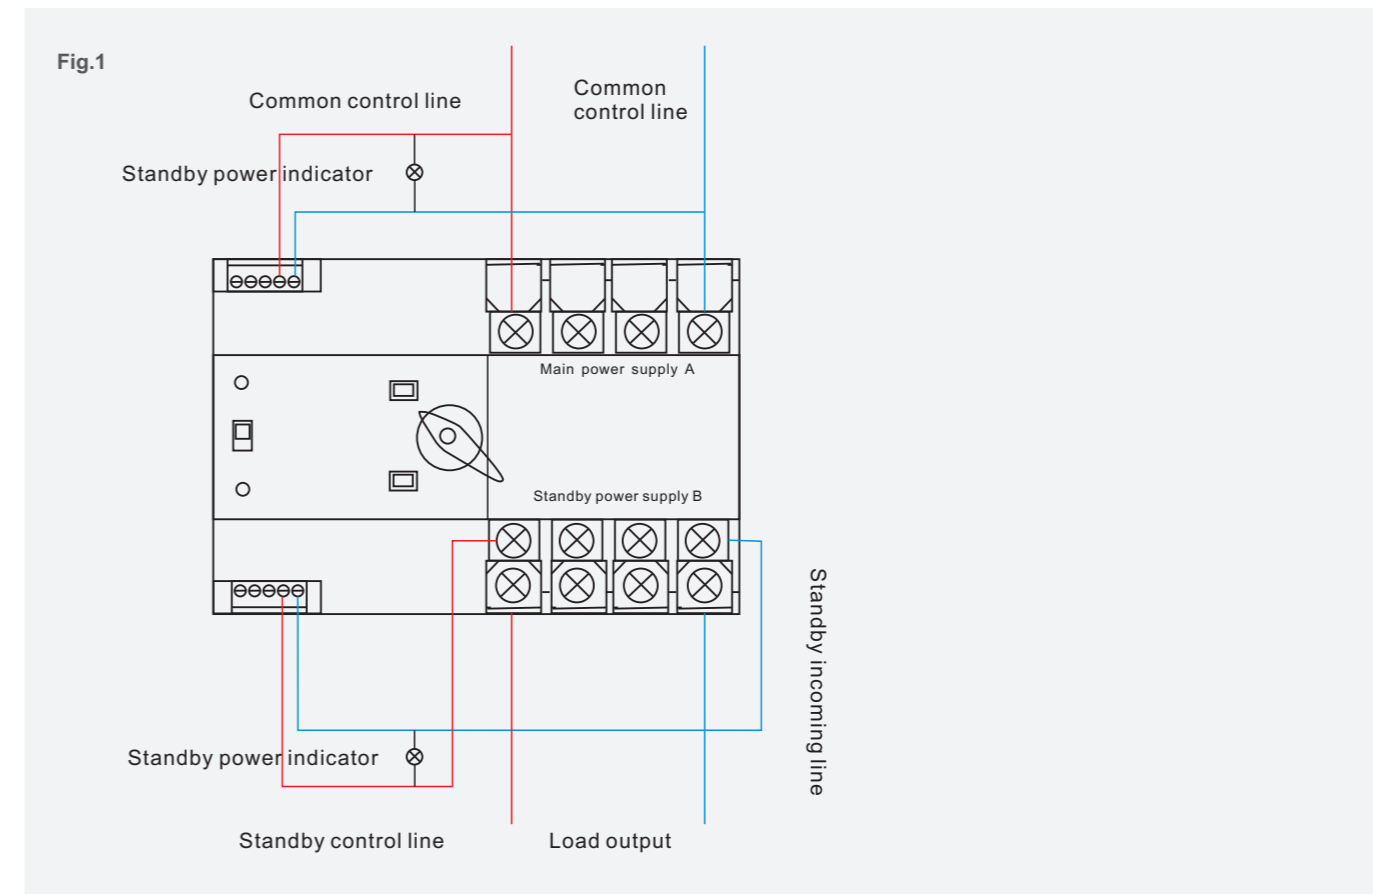 Fig.1
Common control line
Common
control line
Standby power indicator
Main power supply A
Standby power supply B
Standby incoming line
Standby power indicator
Standby control line
Load output